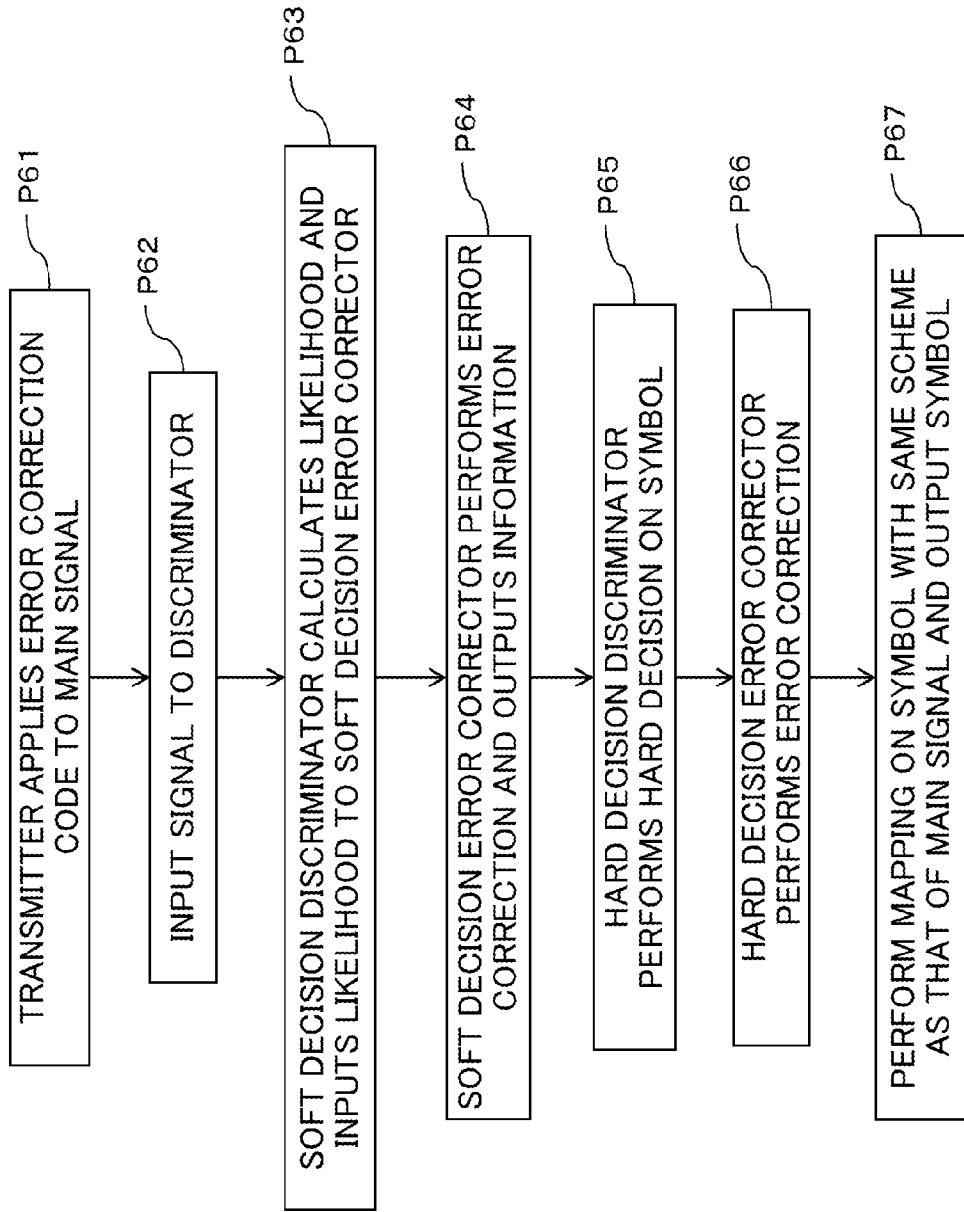 TRANSMITTER APPLIES ERROR CORRECTION
CODE TO MAIN SIGNAL
P61
INPUT SIGNAL TO DISCRIMINATOR
P62
SOFT DECISION DISCRIMINATOR CALCULATES LIKELIHOOD AND
INPUTS LIKELIHOOD TO SOFT DECISION ERROR CORRECTOR
P63
SOFT DECISION ERROR CORRECTOR PERFORMS ERROR
CORRECTION AND OUTPUTS INFORMATION
P64
HARD DECISION DISCRIMINATOR
PERFORMS HARD DECISION ON SYMBOL
P65
HARD DECISION ERROR CORRECTOR
PERFORMS ERROR CORRECTION
P66
PERFORM MAPPING ON SYMBOL WITH SAME SCHEME
AS THAT OF MAIN SIGNAL AND OUTPUT SYMBOL
P67